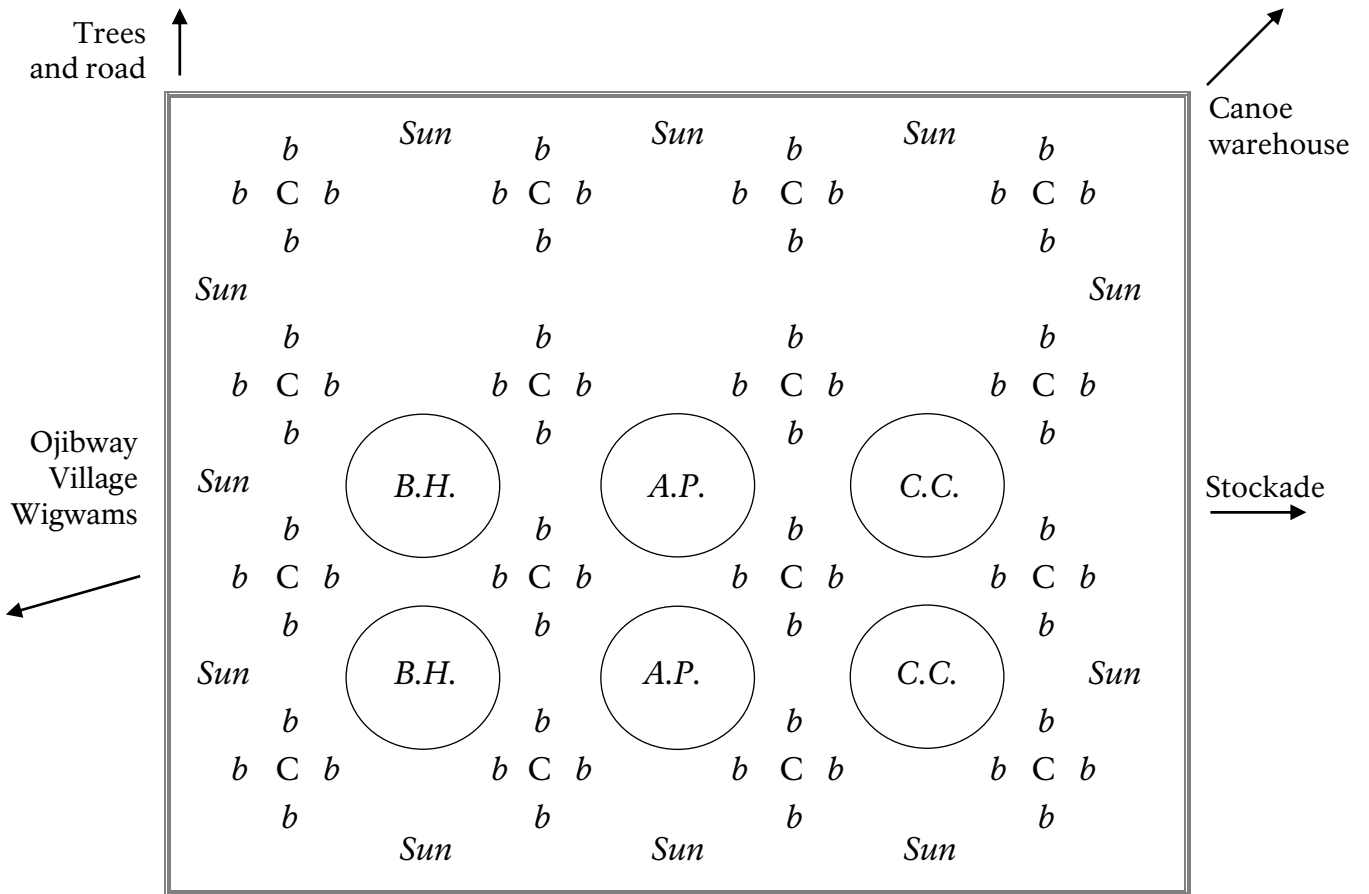 Trees
and road
Canoe
warehouse
Sun Sun Sun
b b b b
b C b b C b b C b b C b
b b b b
Sun Sun
b b b b
b C b b C b b C b b C b
b b b b
Ojibway
Village
Wigwams
Sun B.H. A.P. C.C.
Stockade
b b b b
b C b b C b b C b b C b
b b b b
Sun B.H. A.P. C.C. Sun
b b b b
b C b b C b b C b b C b
b b b b
Sun Sun Sun